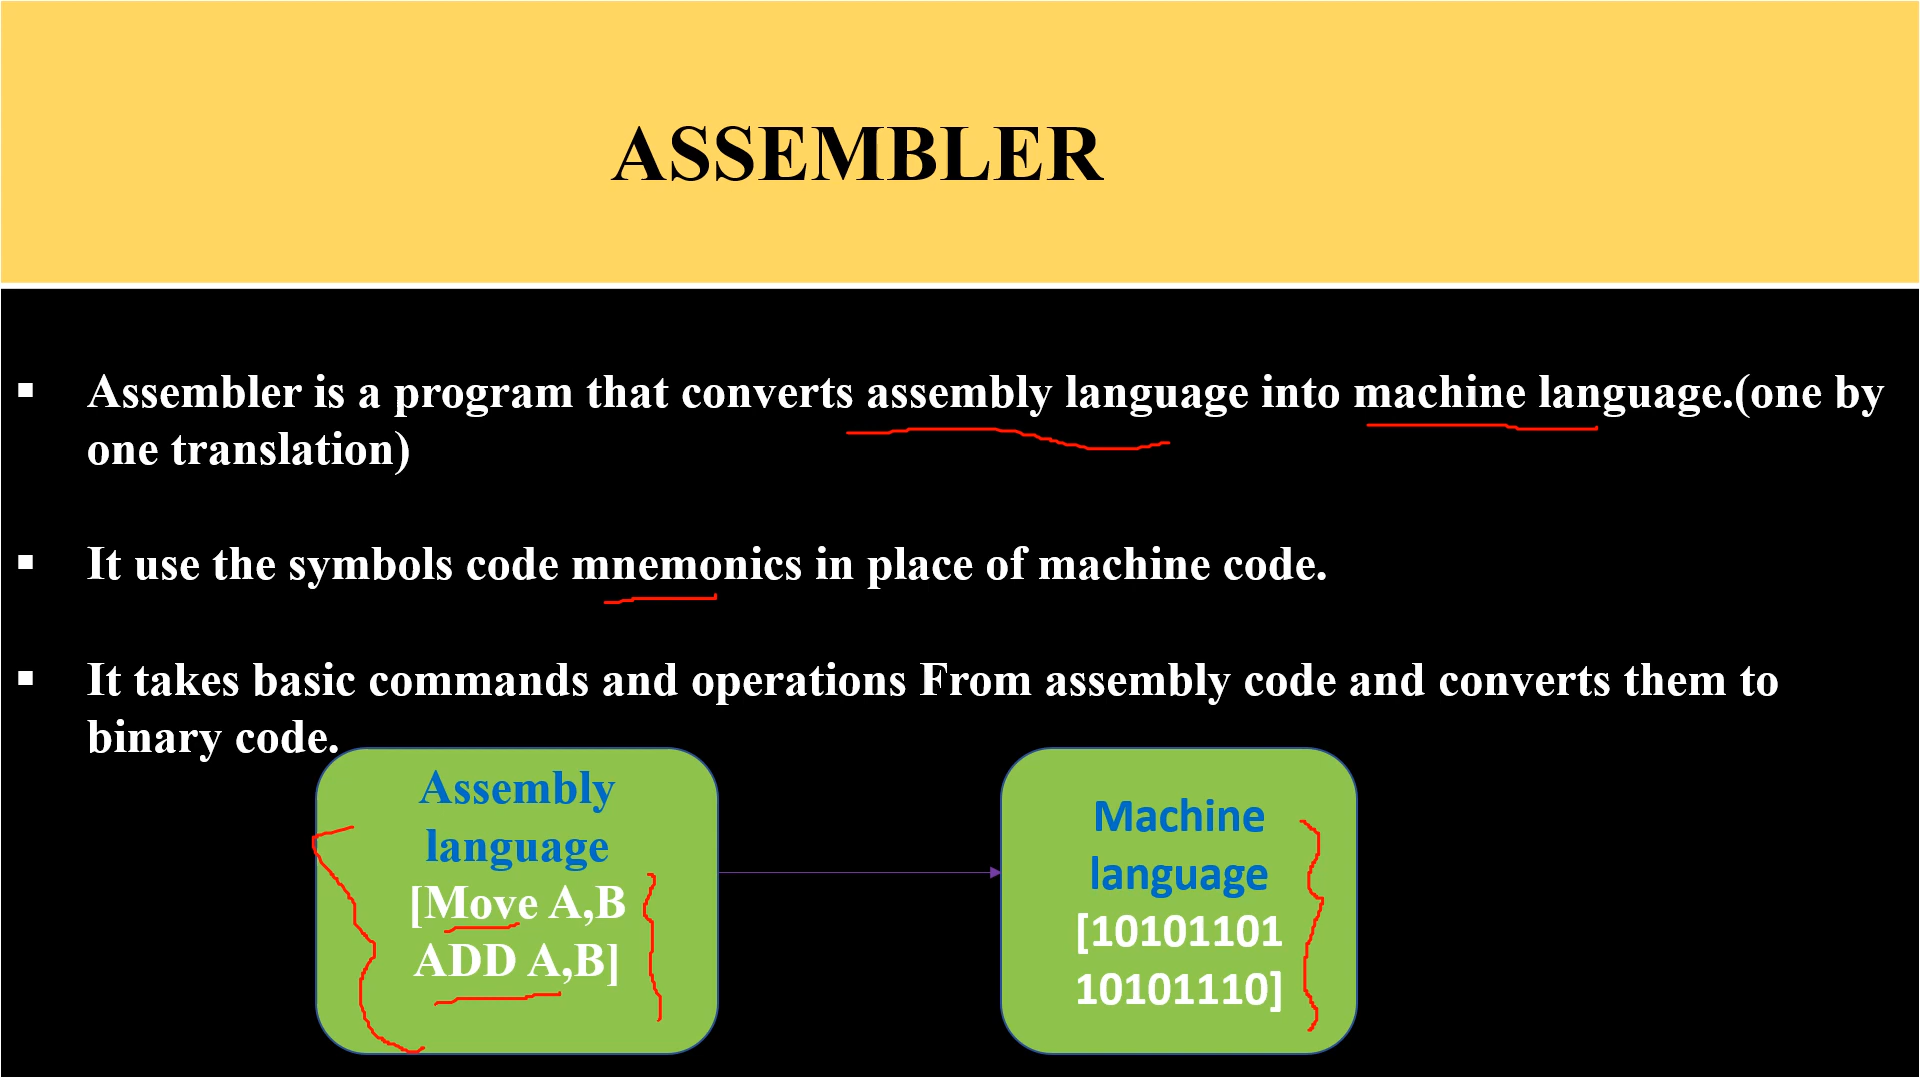 ASSEMBLER
▪ Assembler is a program that converts assembly language into machine language.(one by
one translation)
▪ It use the symbols code mnemonics in place of machine code.
▪ It takes basic commands and operations From assembly code and converts them to
binary code.
Assembly
language
[Move A,B
ADD A,B]
Machine
language
[10101101
10101110]